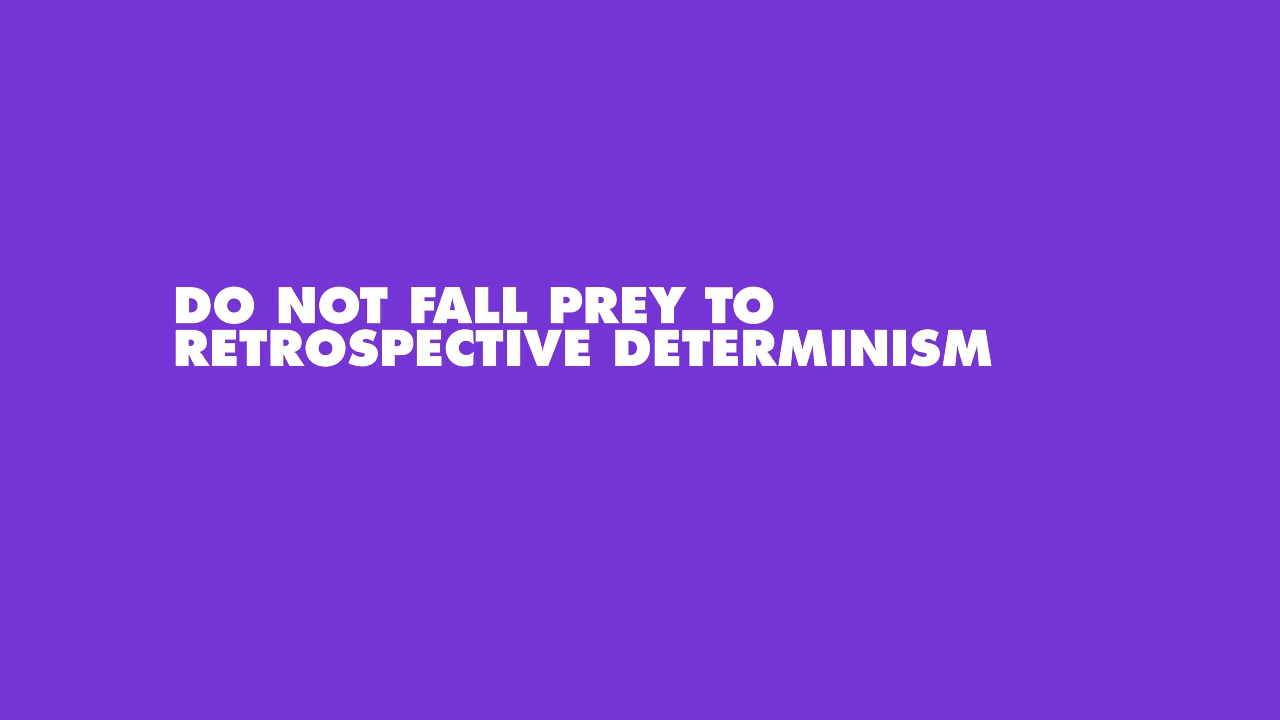 DO NOT FALL PREY TO
RETROSPECTIVE DETERMINISM